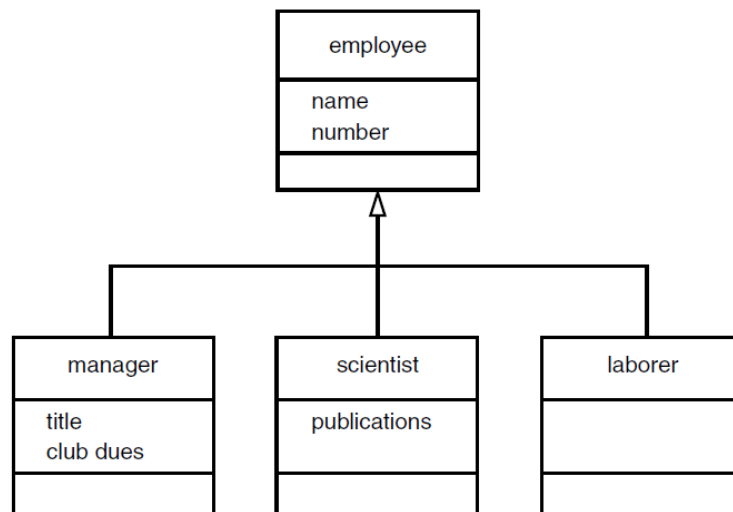 employee
name
number
manager
scientist
laborer
title
club dues
publications